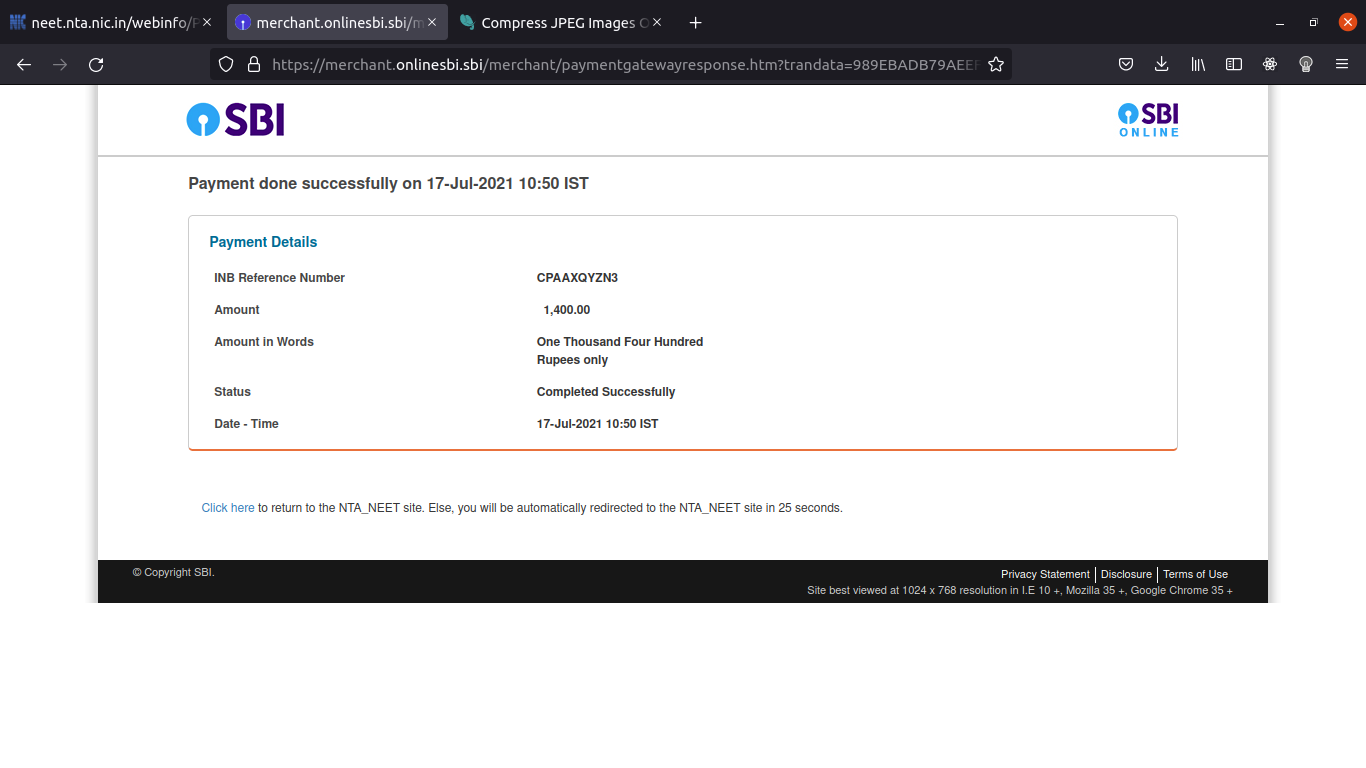 neet.nta.nic.in/webinfo/
merchant.onlinesbi.sbi/m
Compress JPEG Images O
https://merchant.onlinesbi.sbi/merchant/paymentgatewayresponse.htm?trandata=989EBADB79AEEF
SBI
SBI
ONLINE
Payment done successfully on 17-Jul-2021 10:50 IST
Payment Details
INB Reference Number CPAAXQYZN3
Amount 1,400.00
Amount in Words One Thousand Four Hundred
Rupees only
Status Completed Successfully
Date - Time 17-Jul-2021 10:50 IST
Click here to return to the NTA_NEET site. Else, you will be automatically redirected to the NTA_NEET site in 25 seconds.
© Copyright SBI.
Privacy Statement Disclosure Terms of Use
Site best viewed at 1024 x 768 resolution in I.E 10 +, Mozilla 35 +, Google Chrome 35 +